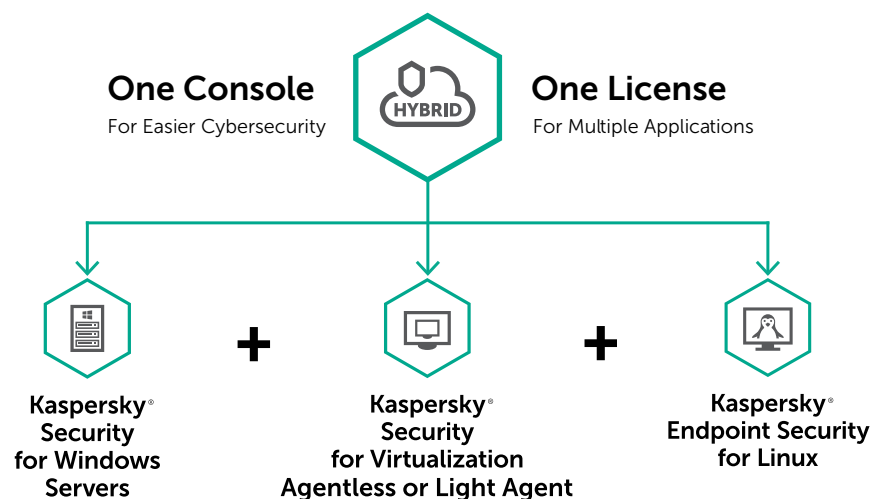 One Console
For Easier Cybersecurity
HYBRID
One License
For Multiple Applications
+
+
Kaspersky®
Security
for Windows
Servers
Kaspersky®
Security
for Virtualization
Agentless or Light Agent
Kaspersky®
Endpoint Security
for Linux